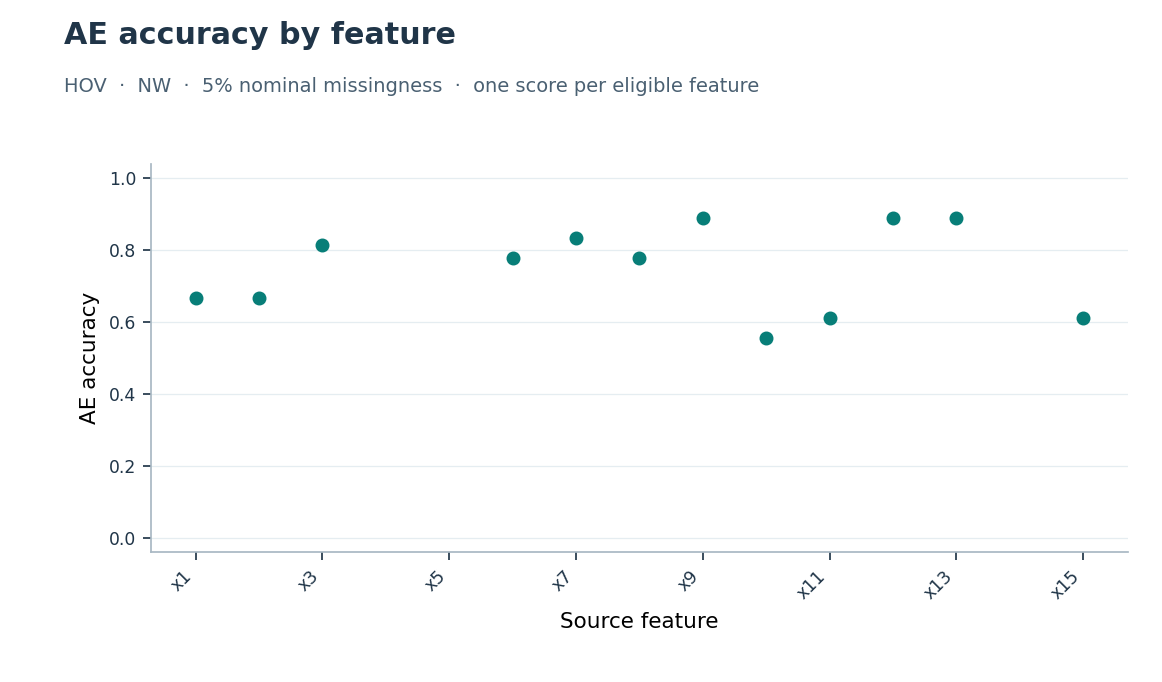 AE accuracy by feature
HOV · NW · 5% nominal missingness · one score per eligible feature
1.0
0.8
0.6
0.4
0.2
0.0
AE accuracy
x1
x3
x5
x7
x9
x11
x13
x15
Source feature